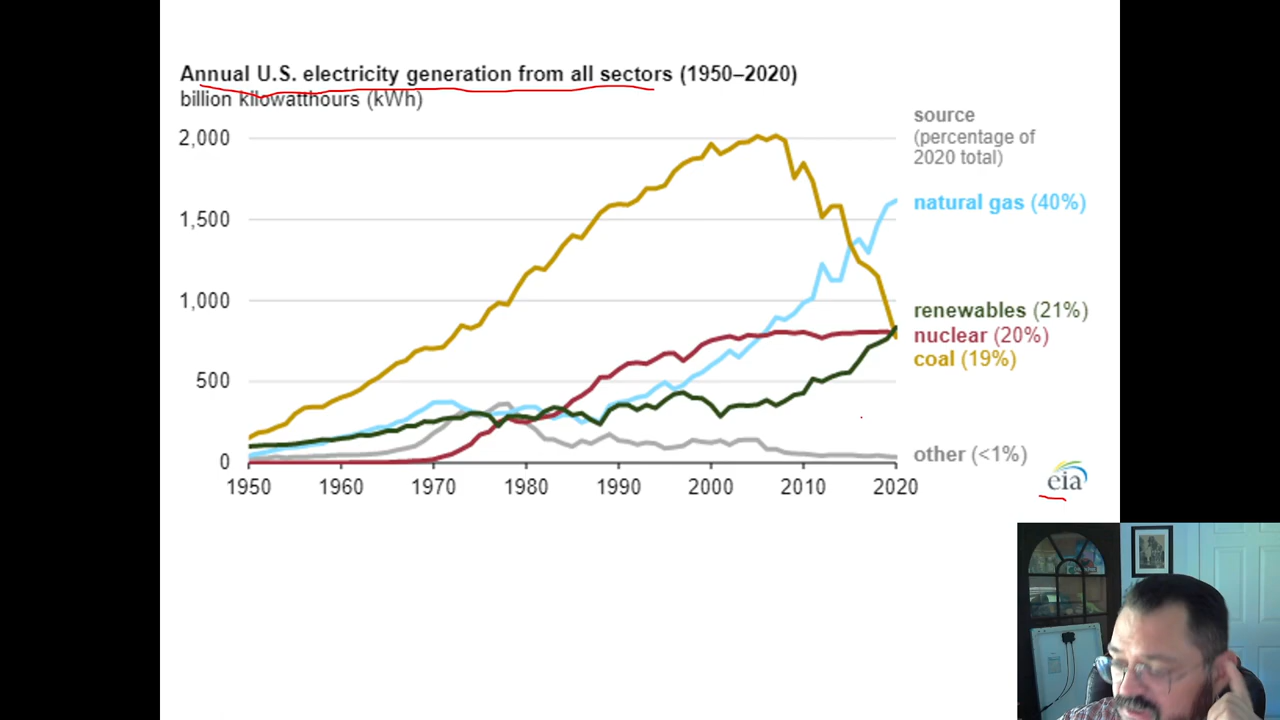 Annual U.S. electricity generation from all sectors (1950–2020)
billion kilowatthours (kWh)
source
(percentage of
2020 total)
2,000
1,500
1,000
500
0
natural gas (40%)
renewables (21%)
nuclear (20%)
coal (19%)
other (<1%)
1950 1960 1970 1980 1990 2000 2010 2020
eia